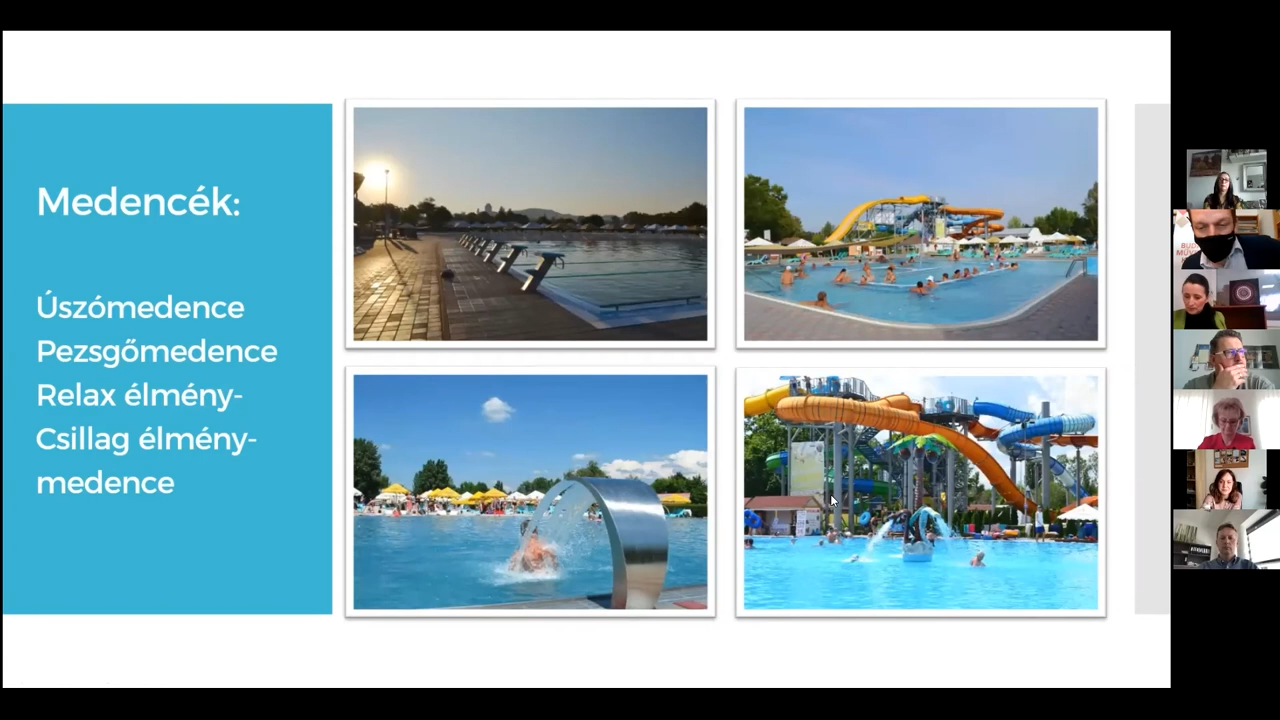 Medencék:
Úszómedence
Pezsgőmedence
Relax élmény-
Csillag élmény-
medence